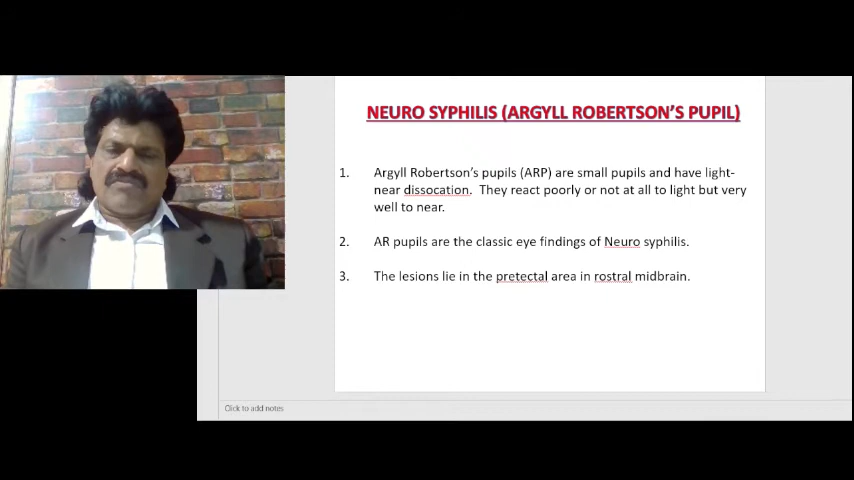 NEURO SYPHILIS (ARGYLL ROBERTSON'S PUPIL)
1. Argyll Robertson's pupils (ARP) are small pupils and have light-
near dissocation. They react poorly or not at all to light but very
well to near.
2. AR pupils are the classic eye findings of Neuro syphilis.
3. The lesions lie in the pretectal area in rostral midbrain.
Click to add notes